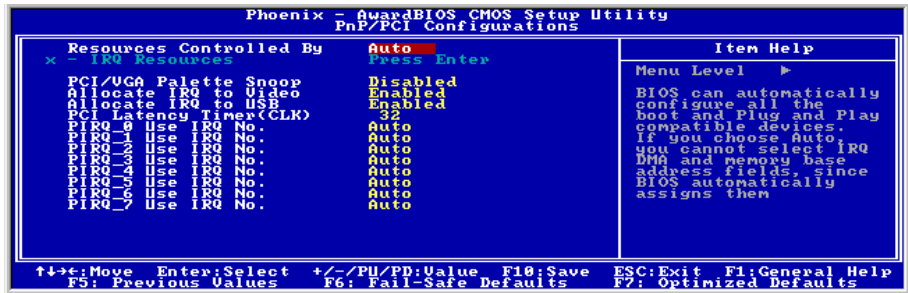 Phoenix - AwardBIOS CMOS Setup Utility
PnP/PCI Configurations
Resources Controlled By Auto
x - IRQ Resources Press Enter
PCI/VGA Palette Snoop Disabled
Allocate IRQ to Video Enabled
Allocate IRQ to USB Enabled
PCI Latency Timer(CLK) 32
PIRQ_0 Use IRQ No. Auto
PIRQ_1 Use IRQ No. Auto
PIRQ_2 Use IRQ No. Auto
PIRQ_3 Use IRQ No. Auto
PIRQ_4 Use IRQ No. Auto
PIRQ_5 Use IRQ No. Auto
PIRQ_6 Use IRQ No. Auto
PIRQ_7 Use IRQ No. Auto
Item Help
Menu Level ►
BIOS can automatically
configure all the
boot and Plug and Play
compatible devices.
If you choose Auto,
you cannot select IRQ
DMA and memory base
address fields, since
BIOS automatically
assigns them
↑↓→←:Move Enter:Select +/-/PU/PD:Value F10:Save ESC:Exit F1:General Help
F5: Previous Values F6: Fail-Safe Defaults F7: Optimized Defaults